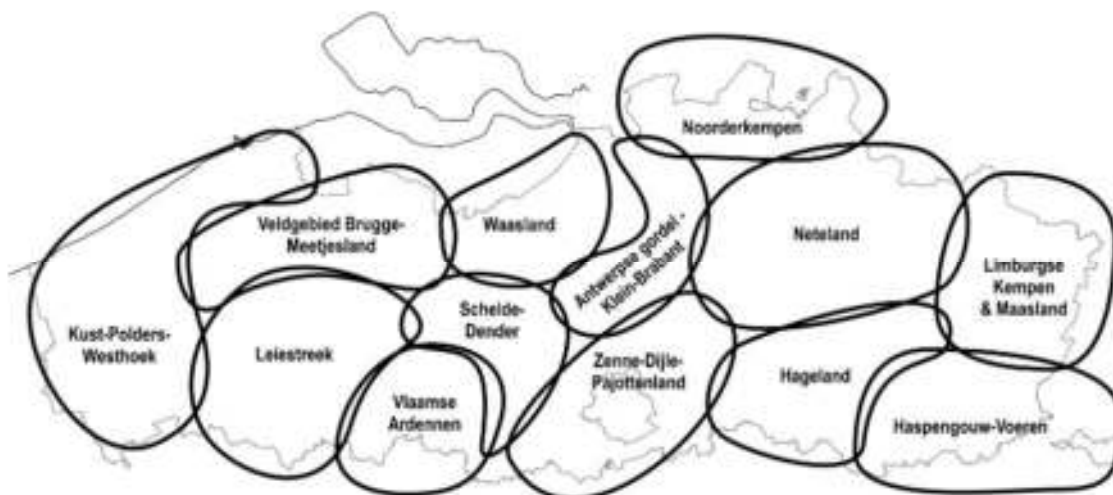 Noorderkempen
Veldgebied Brugge-
Meetjesland
Waasland
Antwerpse gordel -
Klein-Brabant
Neteland
Limburgse
Kempen
& Maasland
Kust-Polders-
Westhoek
Leiestreek
Schelde-
Dender
Zenne-Dijle-
Pajottenland
Hageland
Vlaamse
Ardennen
Haspengouw-Voeren